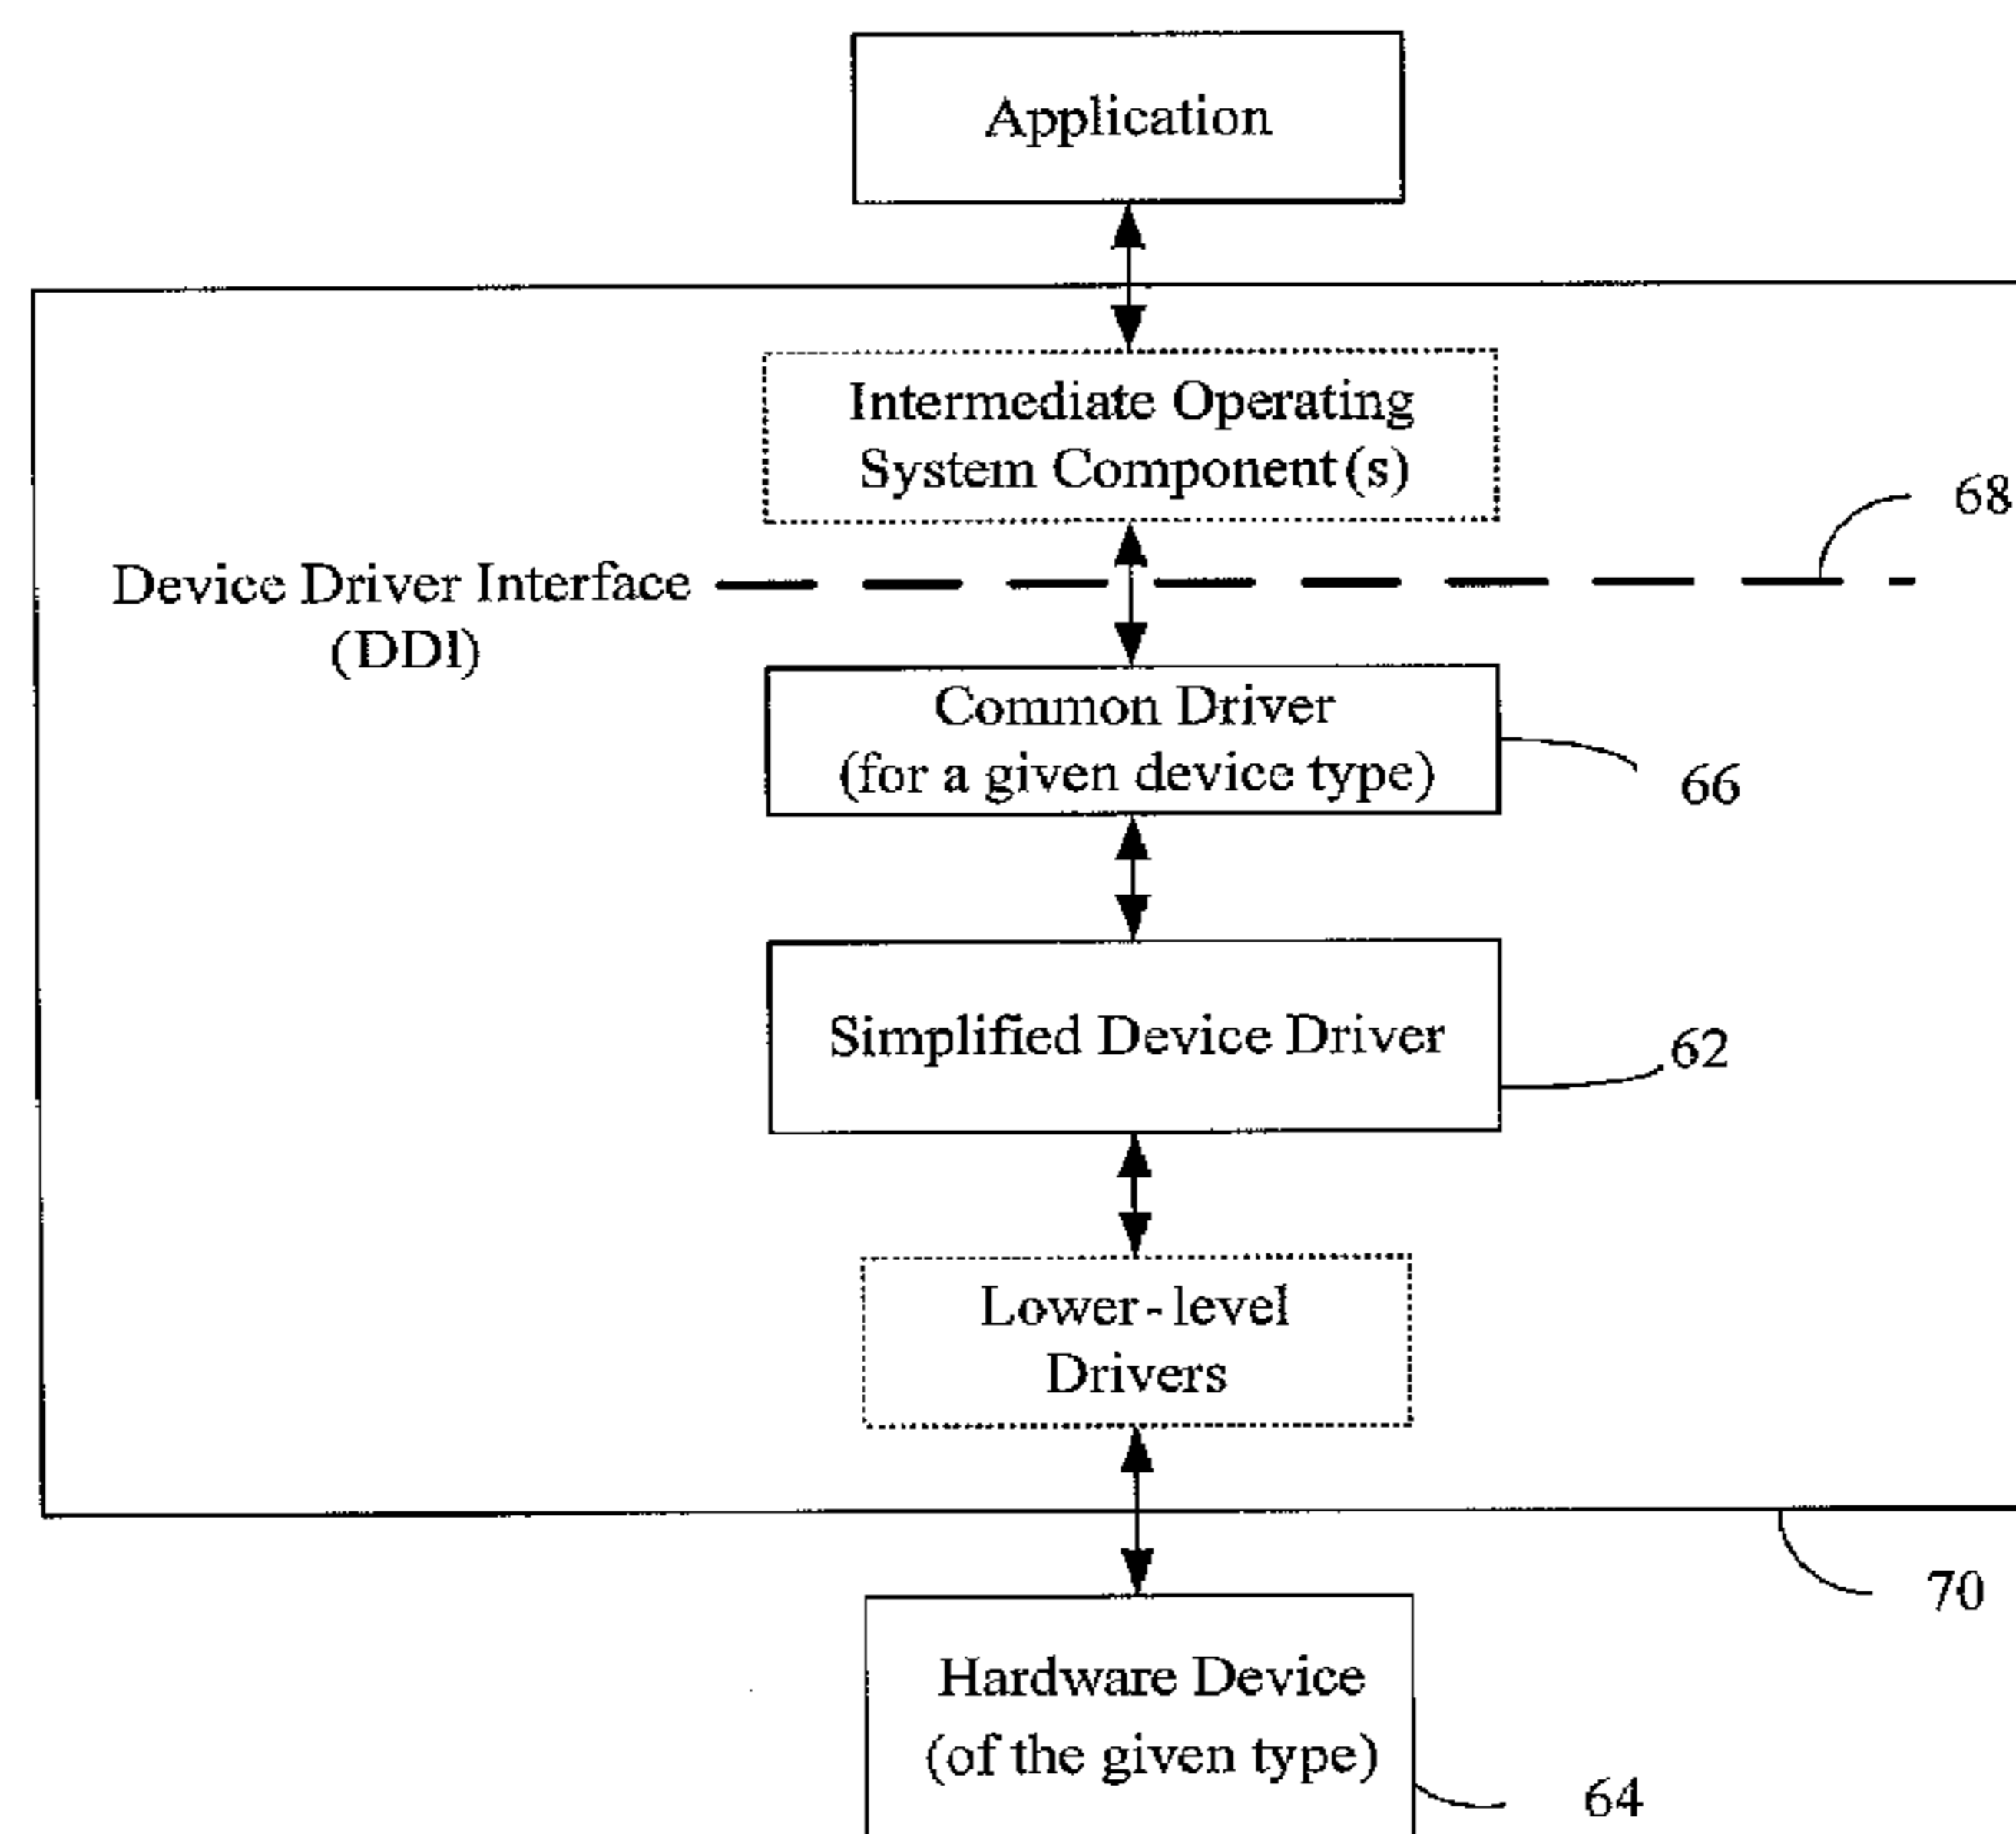 Application
Intermediate Operating
System Component(s)
68
Device Driver Interface
(DDI)
Common Driver
(for a given device type)
66
Simplified Device Driver
62
Lower-level
Drivers
70
Hardware Device
(of the given type)
64